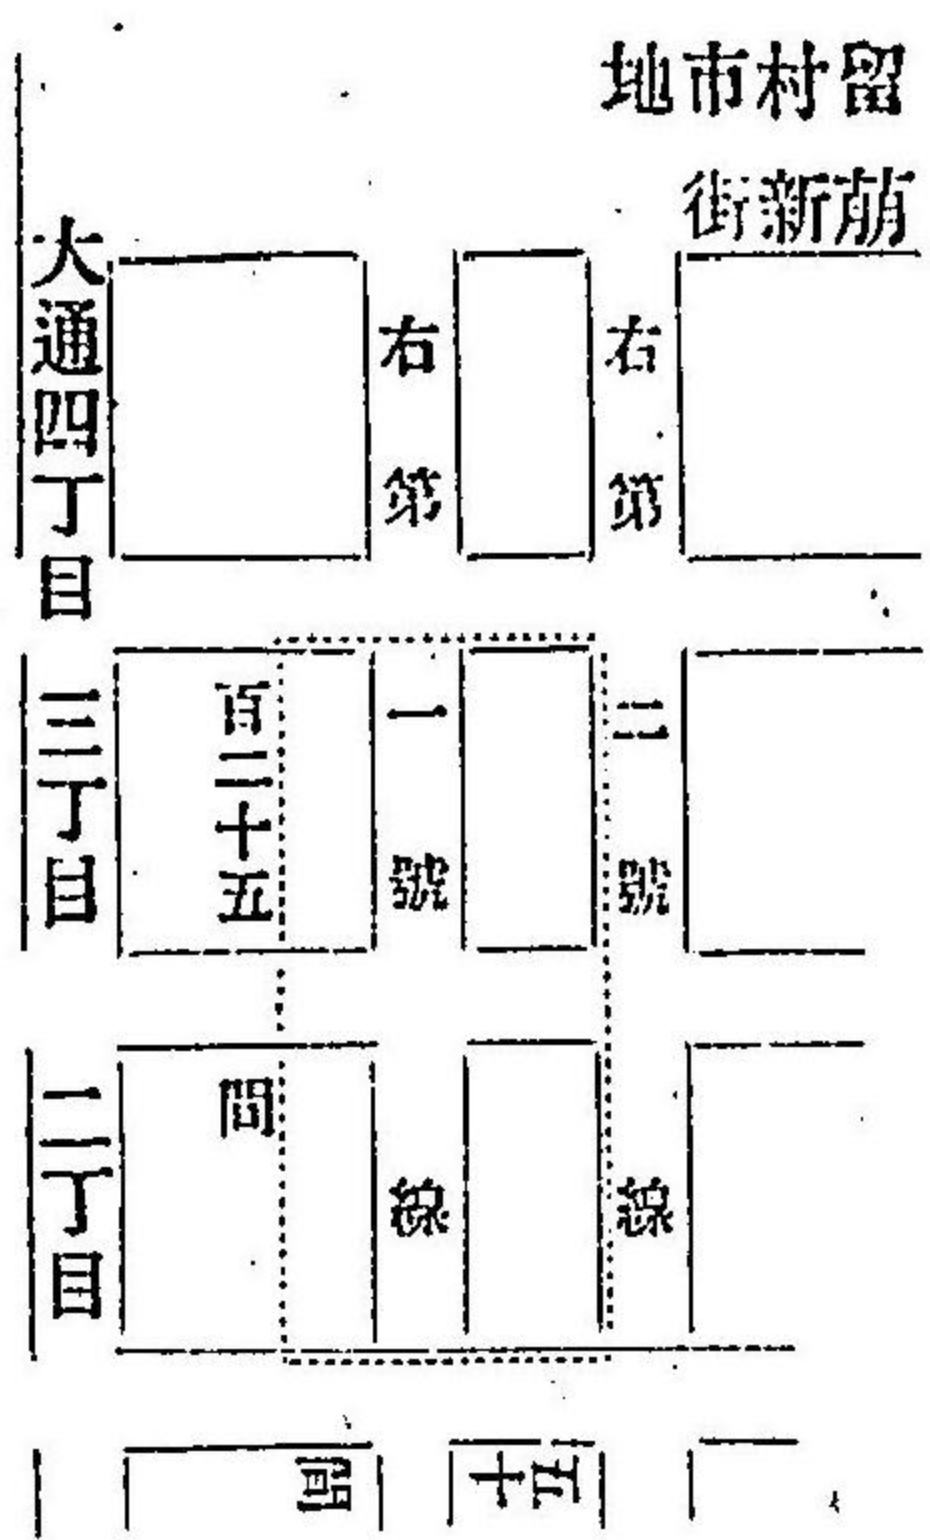 留村市地
萠新街
右第二號線
右第一號線
大通四丁目
三丁目
二丁目
百二十五間
五十間